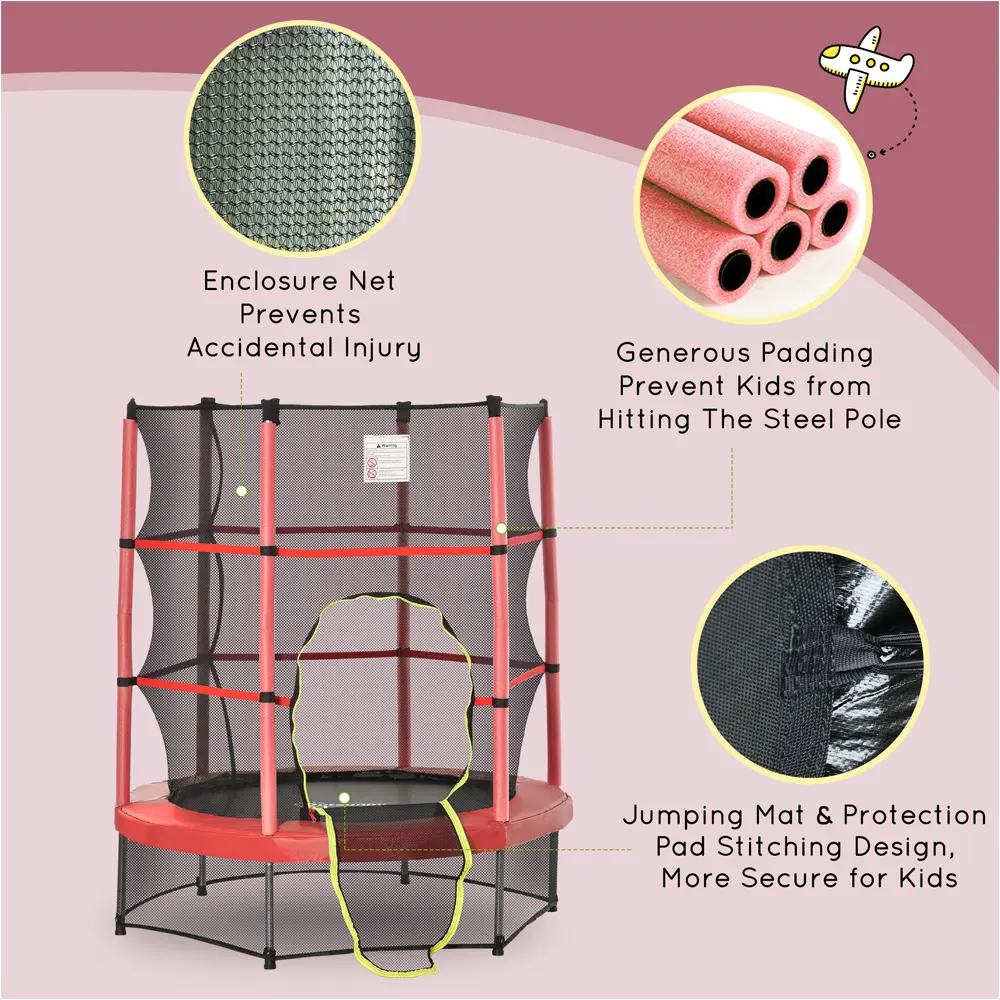 Enclosure Net
Prevents
Accidental Injury
Generous Padding
Prevent Kids from
Hitting The Steel Pole
Warning
Jumping Mat & Protection
Pad Stitching Design,
More Secure for Kids